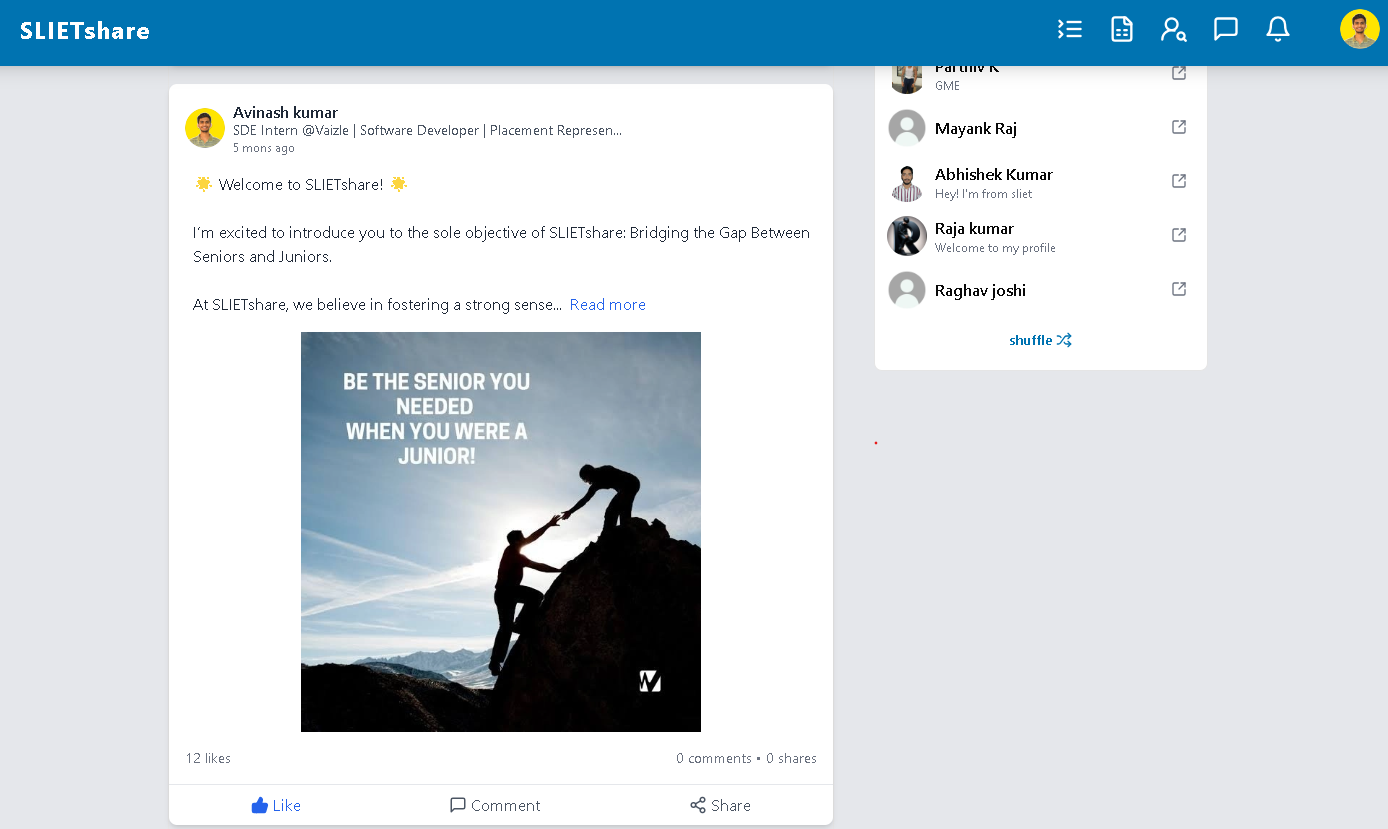 SLIETshare
Avinash kumar
SDE Intern @Vaizle | Software Developer | Placement Represen...
5 mons ago
🌟 Welcome to SLIETshare! 🌟
I'm excited to introduce you to the sole objective of SLIETshare: Bridging the Gap Between
Seniors and Juniors.
At SLIETshare, we believe in fostering a strong sense... Read more
BE THE SENIOR YOU
NEEDED
WHEN YOU WERE A
JUNIOR!
12 likes
0 comments • 0 shares
Like
Comment
Share
Parthiv K
GME
Mayank Raj
Abhishek Kumar
Hey! I'm from sliet
Raja kumar
Welcome to my profile
Raghav joshi
shuffle